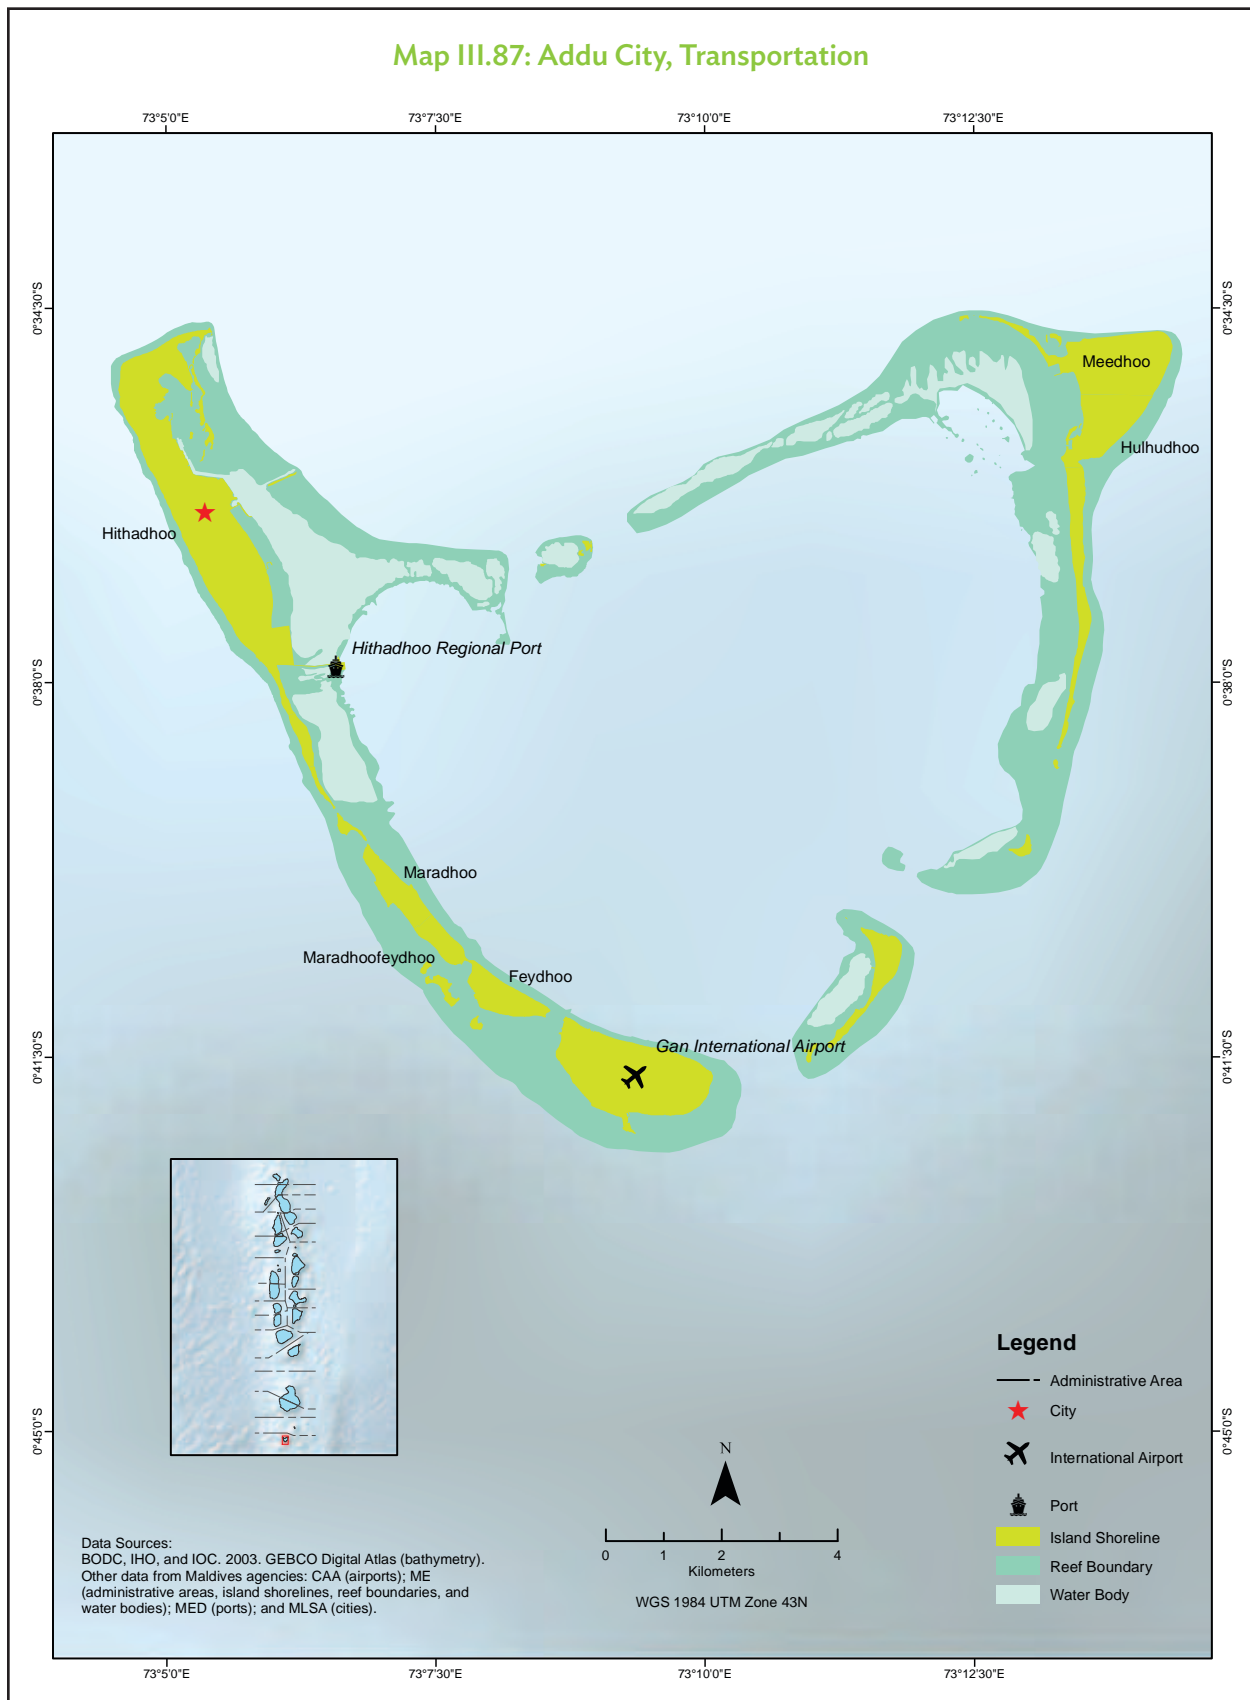 Map III.87: Addu City, Transportation
73°5'0"E
73°7'30"E
73°10'0"E
73°12'30"E
0°34'30"S
0°34'30"S
Meedhoo
Hulhudhoo
Hithadhoo
Hithadhoo Regional Port
0°38'0"S
0°38'0"S
Maradhoo
Maradhoofeydhoo
Feydhoo
Gan International Airport
0°41'30"S
0°41'30"S
Legend
Administrative Area
City
International Airport
Port
Island Shoreline
Reef Boundary
Water Body
0°45'0"S
0°45'0"S
N
0 1 2 4
Kilometers
WGS 1984 UTM Zone 43N
Data Sources:
BODC, IHO, and IOC. 2003. GEBCO Digital Atlas (bathymetry).
Other data from Maldives agencies: CAA (airports); ME
(administrative areas, island shorelines, reef boundaries, and
water bodies); MED (ports); and MLSA (cities).
73°5'0"E
73°7'30"E
73°10'0"E
73°12'30"E